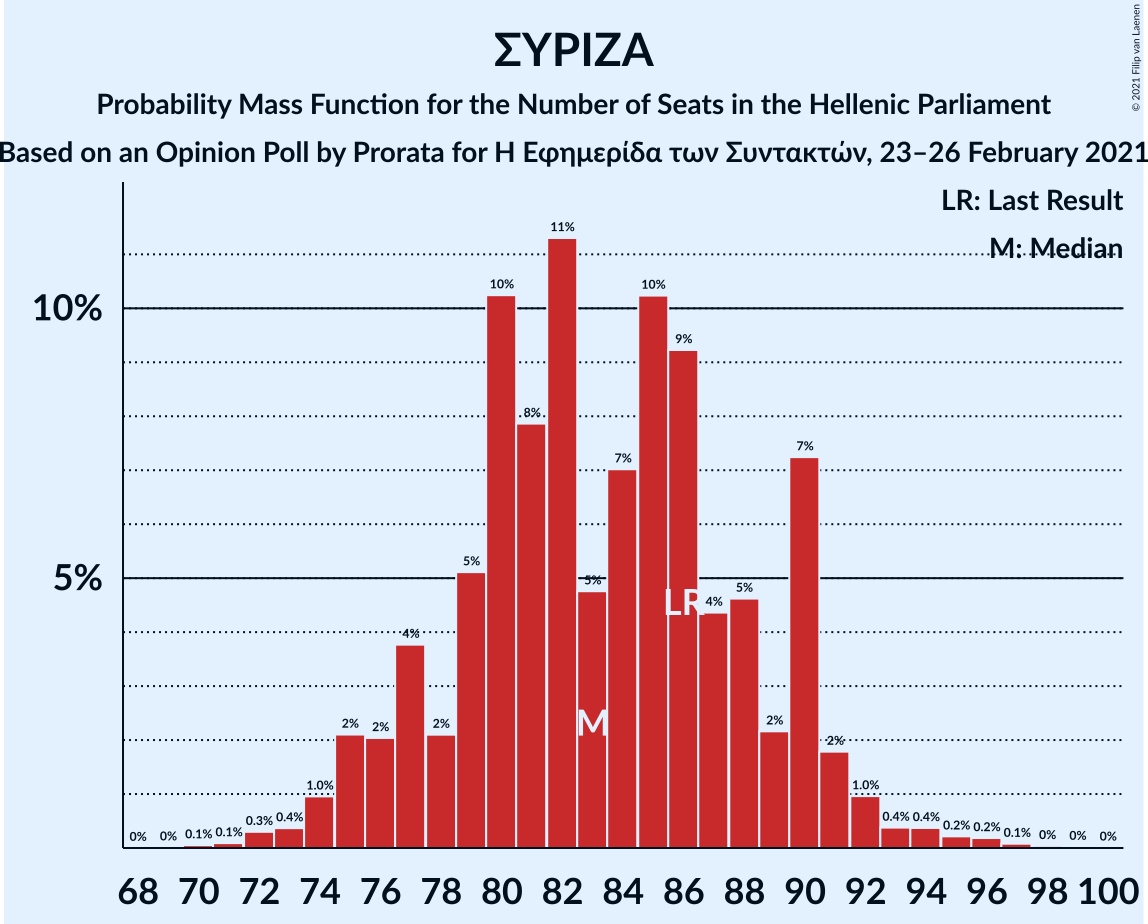 ΣΥΡΙΖΑ
Probability Mass Function for the Number of Seats in the Hellenic Parliament
Based on an Opinion Poll by Prorata for Η Εφημερίδα των Συντακτών, 23–26 February 2021
© 2021 Filip van Laenen
LR: Last Result
M: Median
10%
5%
0% 0% 0.1% 0.1% 0.3% 0.4% 1.0% 2% 2% 4% 2% 5% 10% 8% 11% 5% 7% 10% 9% 4% 5% 2% 7% 2% 1.0% 0.4% 0.4% 0.2% 0.2% 0.1% 0% 0% 0%
LR
M
68 70 72 74 76 78 80 82 84 86 88 90 92 94 96 98 100